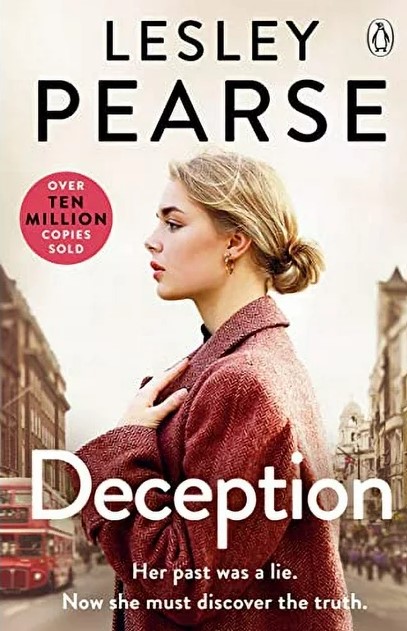 LESLEY
PEARSE
OVER
TEN
MILLION
COPIES
SOLD
Deception
Her past was a lie.
Now she must discover the truth.